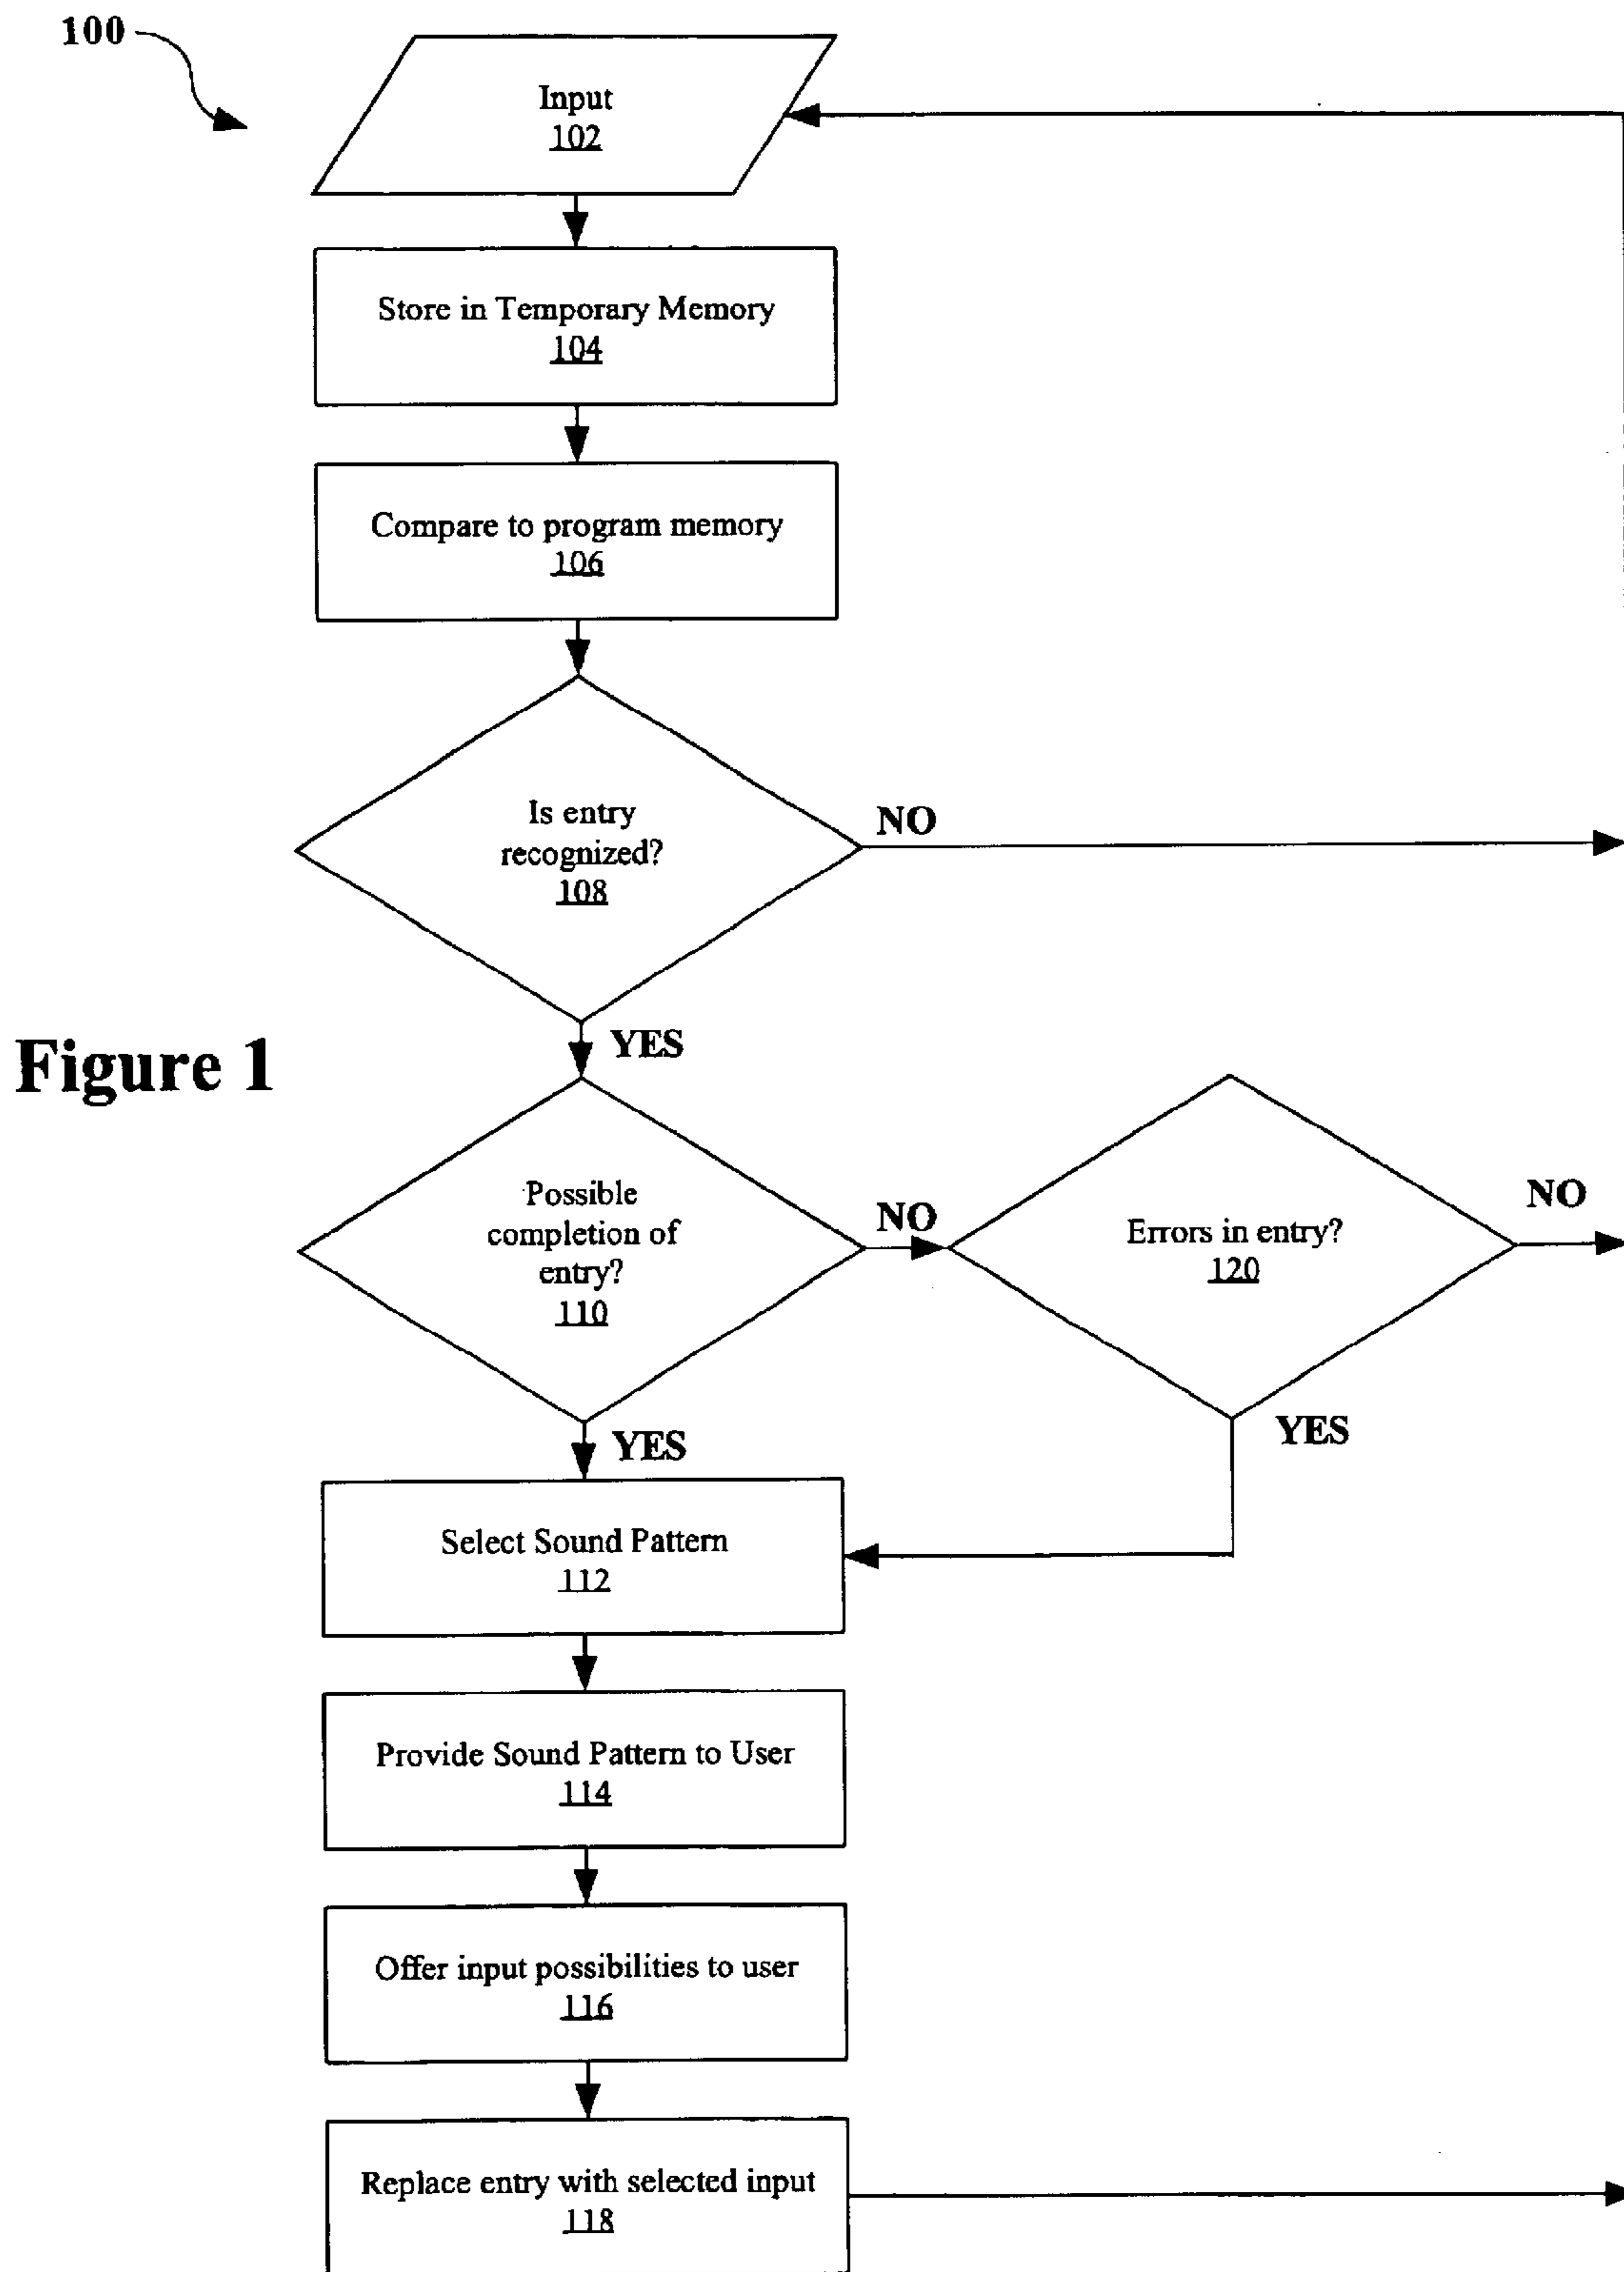 100
Input
102
Store in Temporary Memory
104
Compare to program memory
106
Is entry
recognized?
108
NO
YES
Figure 1
Possible
completion of
entry?
110
NO
Errors in entry?
120
NO
YES
YES
Select Sound Pattern
112
Provide Sound Pattern to User
114
Offer input possibilities to user
116
Replace entry with selected input
118